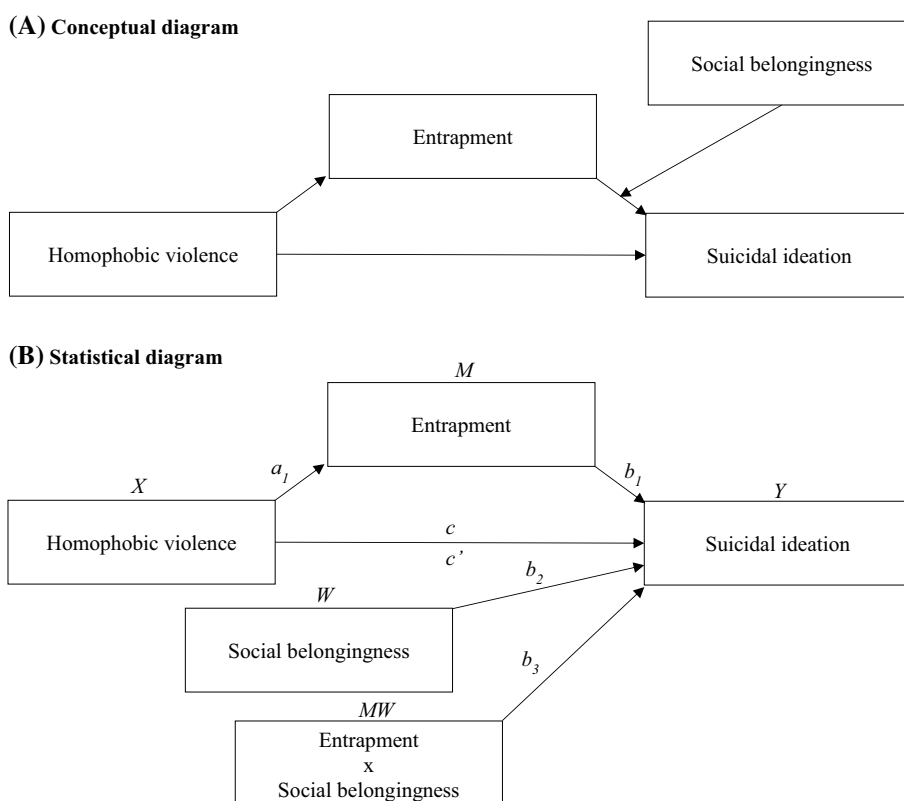 (A) Conceptual diagram
Social belongingness
Entrapment
Homophobic violence
Suicidal ideation
(B) Statistical diagram
M
Entrapment
a₁
b₁
X
Y
Homophobic violence
c
c’
Suicidal ideation
b₂
W
Social belongingness
b₃
MW
Entrapment
x
Social belongingness